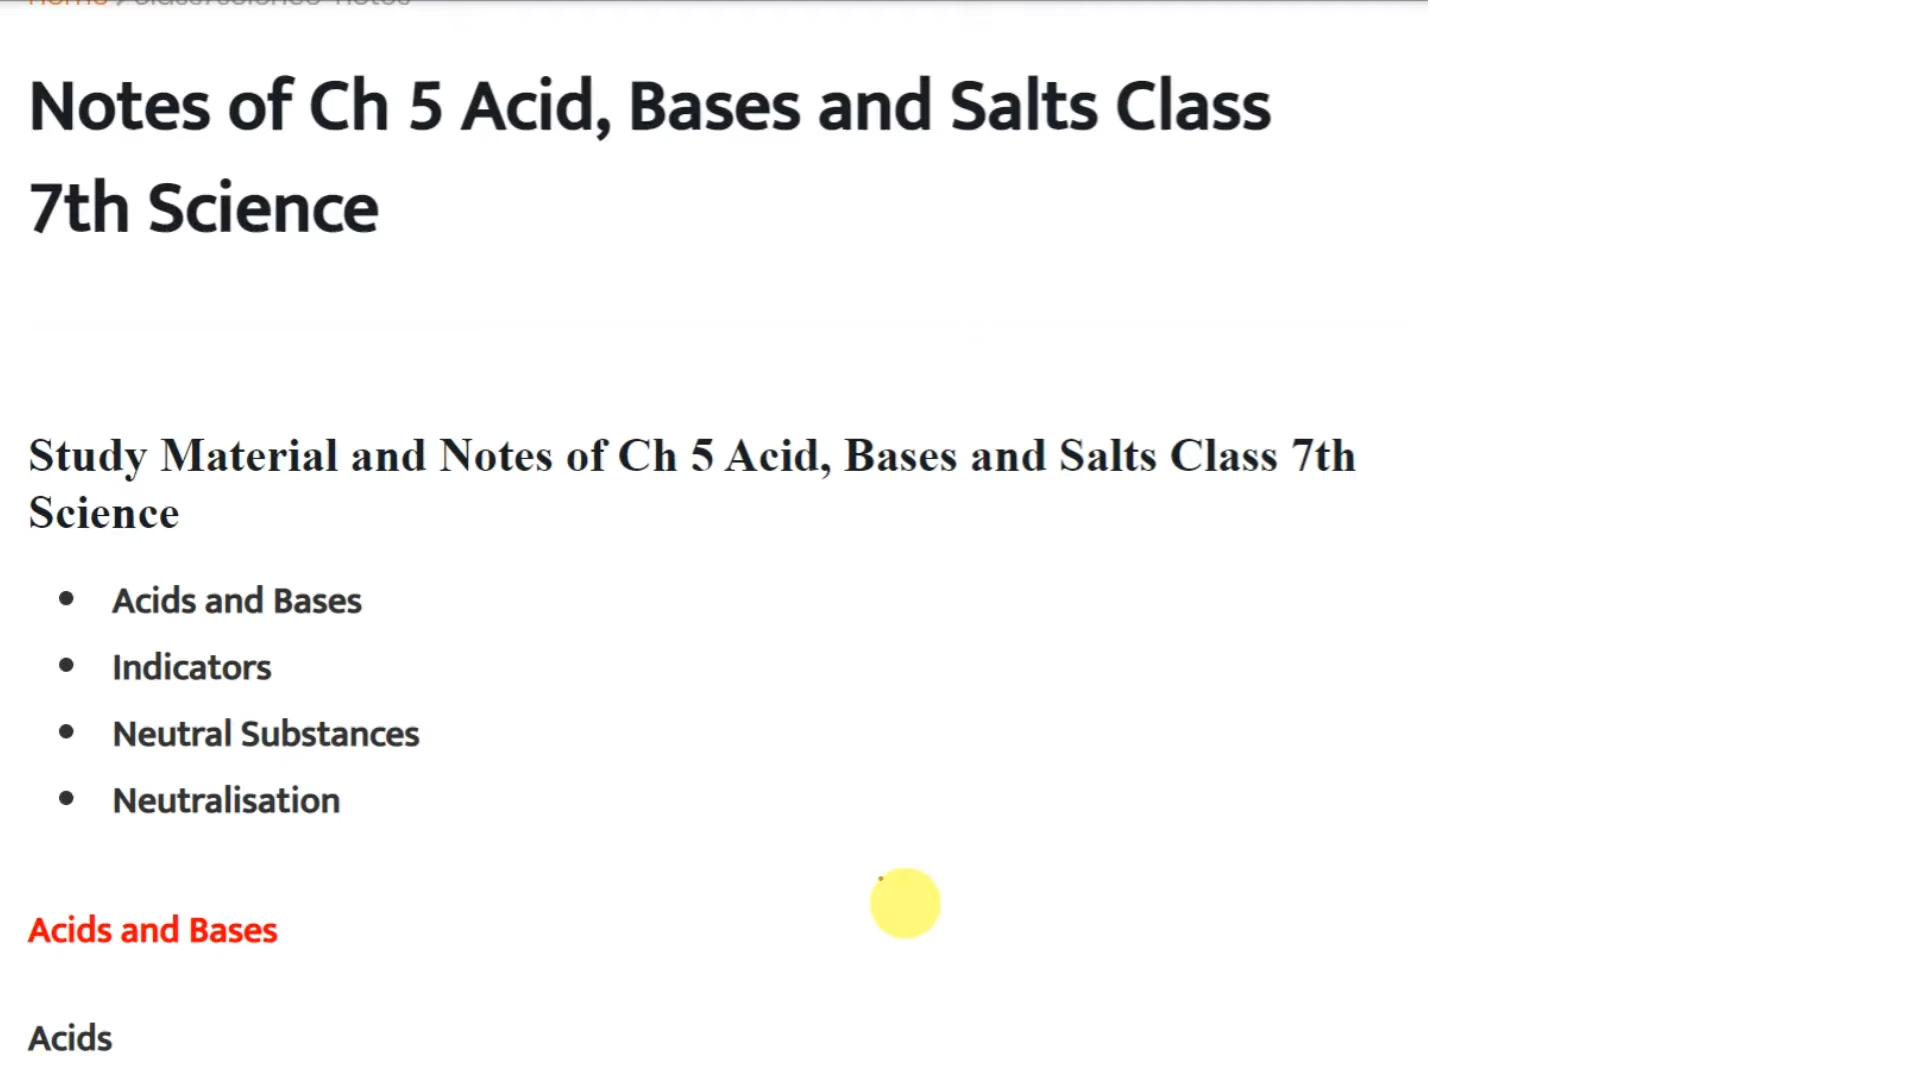 Notes of Ch 5 Acid, Bases and Salts Class
7th Science
Study Material and Notes of Ch 5 Acid, Bases and Salts Class 7th
Science
Acids and Bases
Indicators
Neutral Substances
Neutralisation
Acids and Bases
Acids